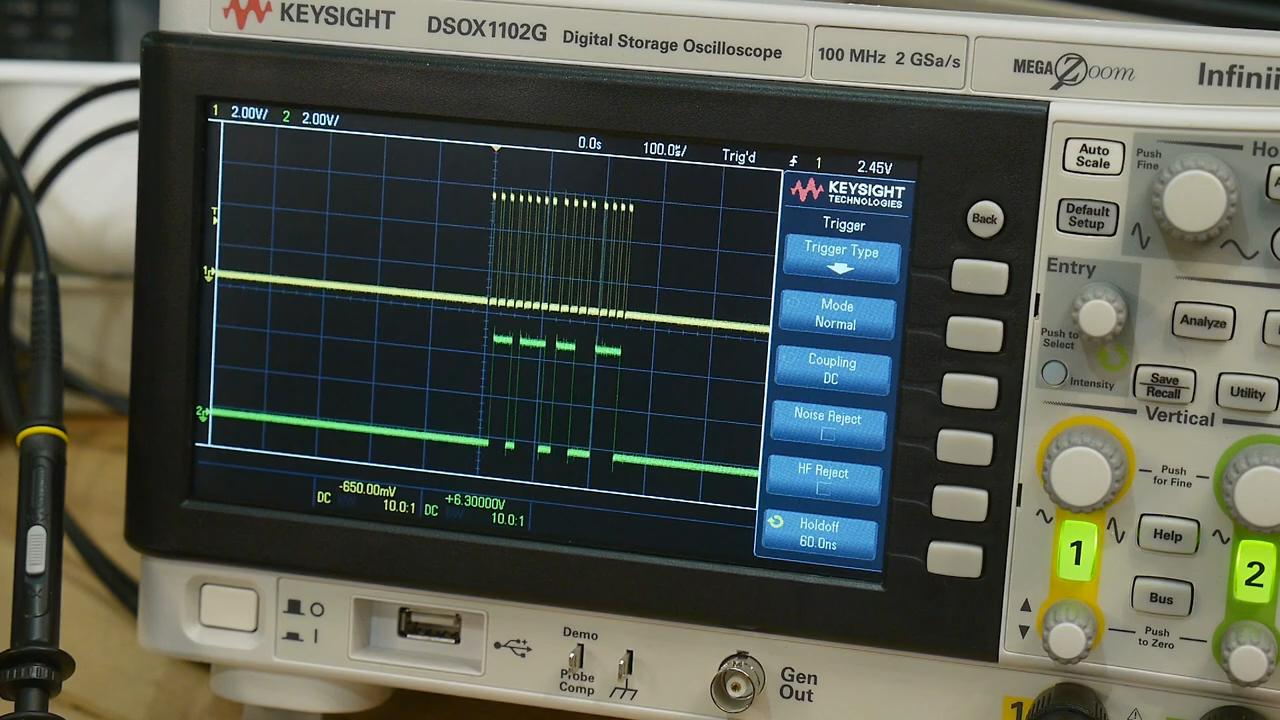 KEYSIGHT DSOX1102G Digital Storage Oscilloscope 100 MHz 2 GSa/s MEGA Zoom
1 2.00V/ 2 2.00V/ 0.0s Trig'd 1 2.45V
KEYSIGHT
TECHNOLOGIES
Trigger
Trigger Type
Mode
Normal
Coupling
DC
Noise Reject
HF Reject
Holdoff
60.0ns
T
1
2
DC -650.00mV
10.0:1
DC +6.30000V
10.0:1
Back
Auto
Scale
Default
Setup
Push
Fine
Entry
Push to
Select
Intensity
Analyze
Save
Recall
Utility
Vertical
Push
for Fine
1
Help
2
Bus
Push
to Zero
Demo
Probe
Comp
Gen
Out
1